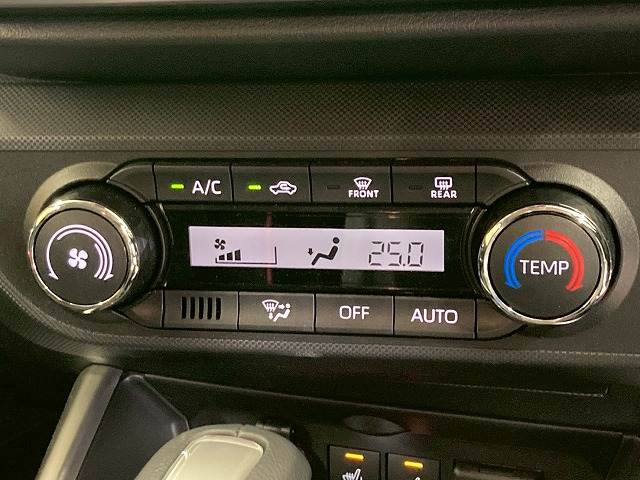 A/C
FRONT
REAR
25.0
TEMP
OFF
AUTO